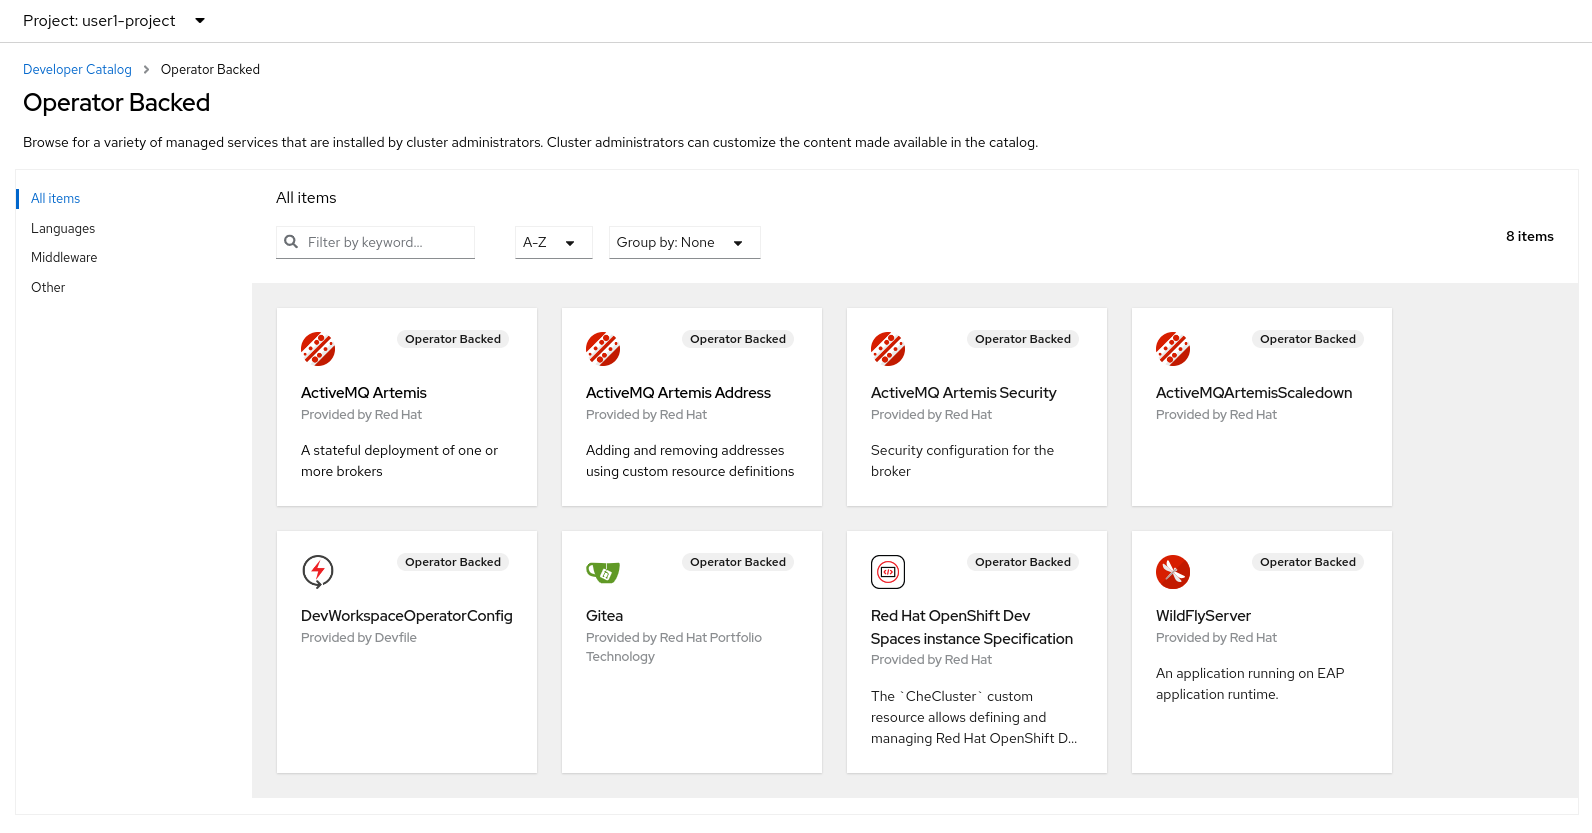 Project: user1-project
Developer Catalog > Operator Backed
Operator Backed
Browse for a variety of managed services that are installed by cluster administrators. Cluster administrators can customize the content made available in the catalog.
All items
Languages
Middleware
Other
All items
Filter by keyword...
A-Z
Group by: None
8 items
Operator Backed
ActiveMQ Artemis
Provided by Red Hat
A stateful deployment of one or
more brokers
Operator Backed
ActiveMQ Artemis Address
Provided by Red Hat
Adding and removing addresses
using custom resource definitions
Operator Backed
ActiveMQ Artemis Security
Provided by Red Hat
Security configuration for the
broker
Operator Backed
ActiveMQArtemisScaledown
Provided by Red Hat
Operator Backed
DevWorkspaceOperatorConfig
Provided by Devfile
Operator Backed
Gitea
Provided by Red Hat Portfolio
Technology
Operator Backed
Red Hat OpenShift Dev
Spaces instance Specification
Provided by Red Hat
The `CheCluster` custom
resource allows defining and
managing Red Hat OpenShift D...
Operator Backed
WildFlyServer
Provided by Red Hat
An application running on EAP
application runtime.